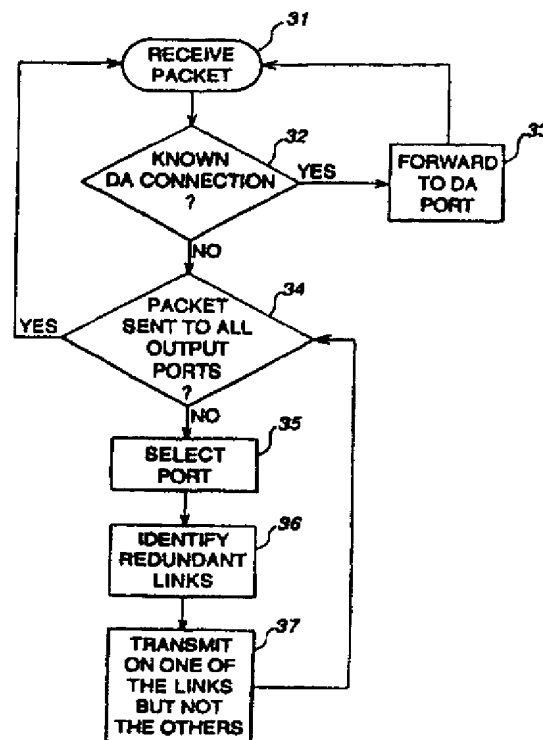 31
RECEIVE
PACKET
32
KNOWN
DA CONNECTION
?
YES
33
FORWARD
TO DA
PORT
NO
34
PACKET
SENT TO ALL
OUTPUT
PORTS
?
YES
NO
35
SELECT
PORT
36
IDENTIFY
REDUNDANT
LINKS
37
TRANSMIT
ON ONE OF
THE LINKS
BUT NOT
THE OTHERS